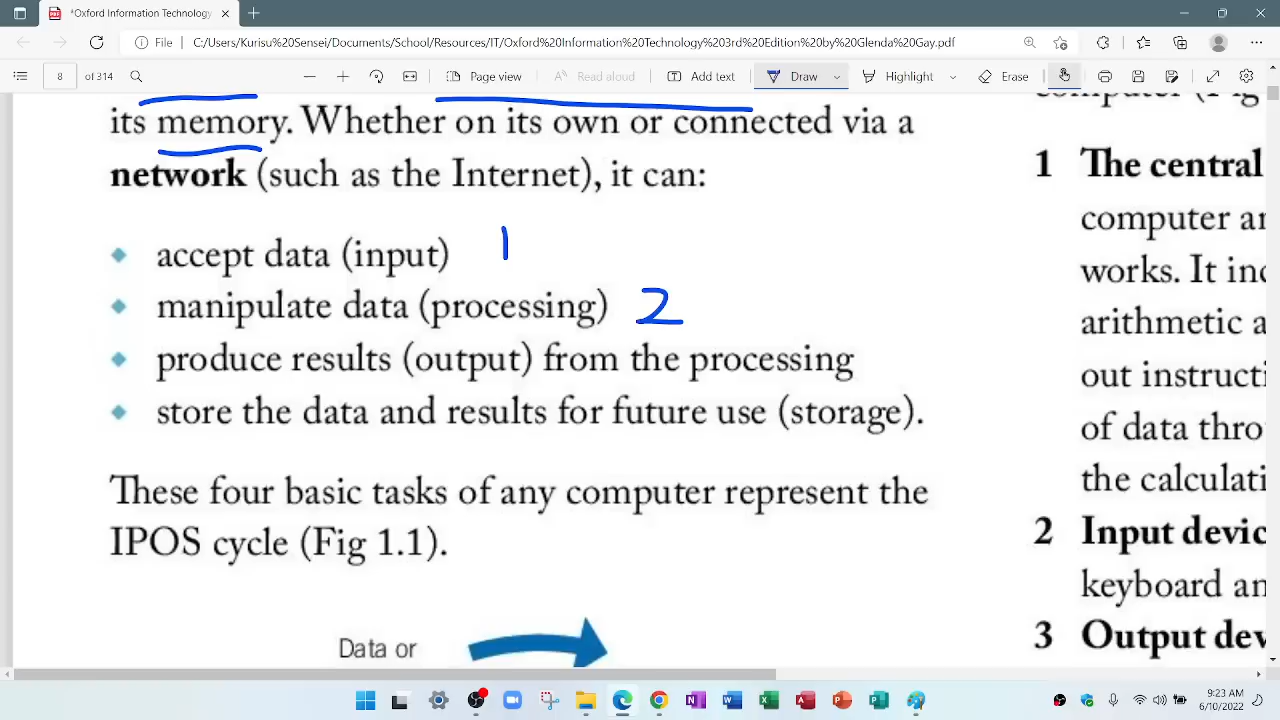 *Oxford Information Technology
File
C:/Users/Kurisu%20Sensei/Documents/School/Resources/IT/Oxford%20Information%20Technology%203rd%20Edition%20by%20Glenda%20Gay.pdf
8 of 314
Page view
Read aloud
Add text
Draw
Highlight
Erase
its memory. Whether on its own or connected via a
network (such as the Internet), it can:
accept data (input) 1
manipulate data (processing) 2
produce results (output) from the processing
store the data and results for future use (storage).
These four basic tasks of any computer represent the
IPOS cycle (Fig 1.1).
Data or
1 The central
computer an
works. It inc
arithmetic a
out instructi
of data thro
the calculati
2 Input devic
keyboard an
3 Output dev
9:23 AM
6/10/2022